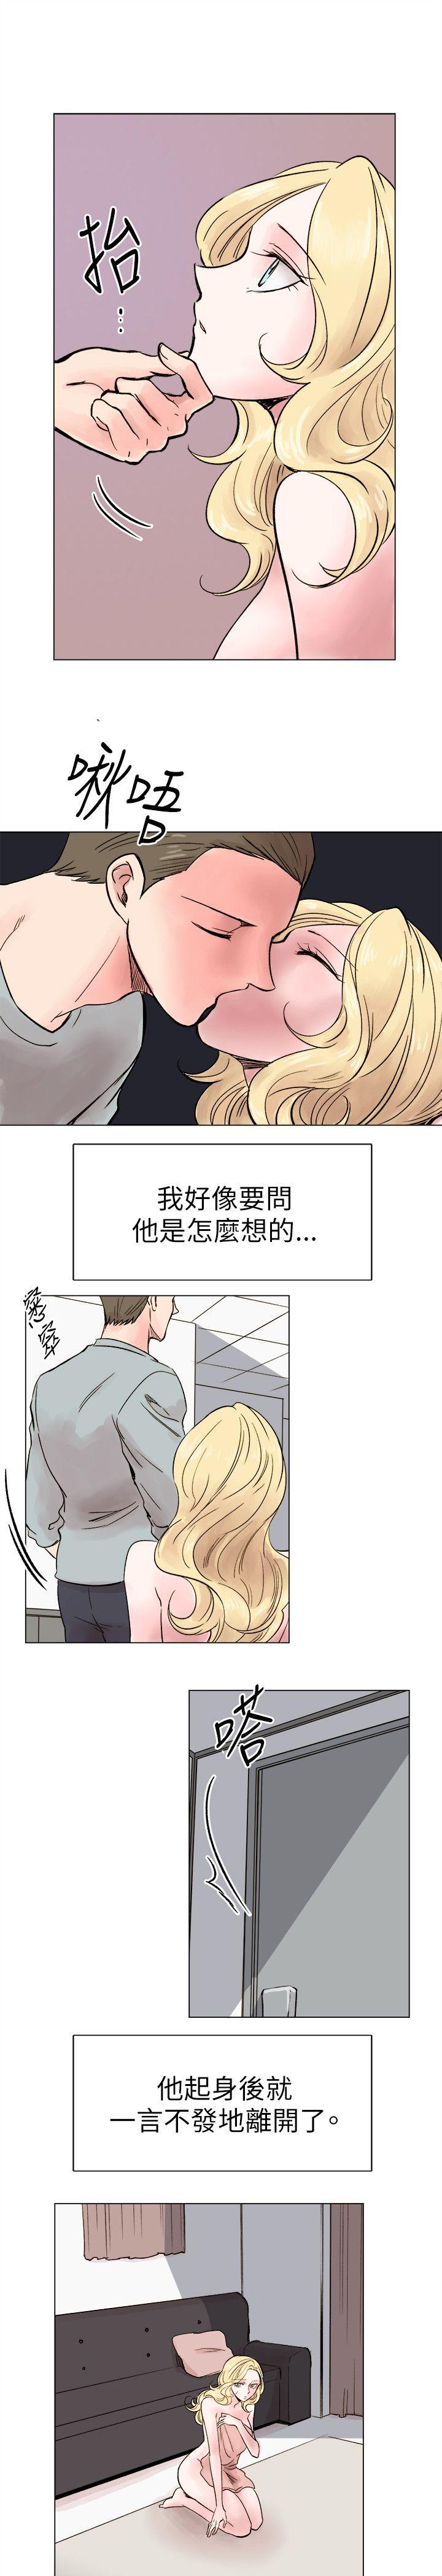 抬…
啾唔
我好像要問
他是怎麼想的…
窸窣
嗒
他起身後就
一言不發地離開了。